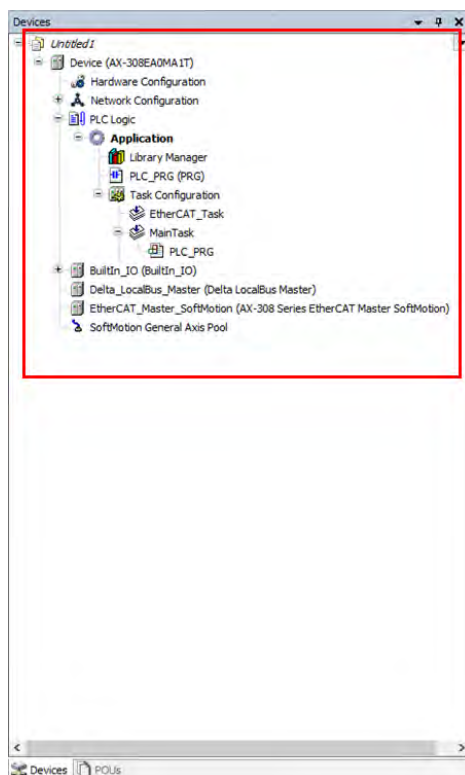 Devices
Untitled1
Device (AX-308EA0MA1T)
Hardware Configuration
Network Configuration
PLC Logic
Application
Library Manager
PLC_PRG (PRG)
Task Configuration
EtherCAT_Task
MainTask
PLC_PRG
BuiltIn_IO (BuiltIn_IO)
Delta_LocalBus_Master (Delta LocalBus Master)
EtherCAT_Master_SoftMotion (AX-308 Series EtherCAT Master SoftMotion)
SoftMotion General Axis Pool
Devices POUs